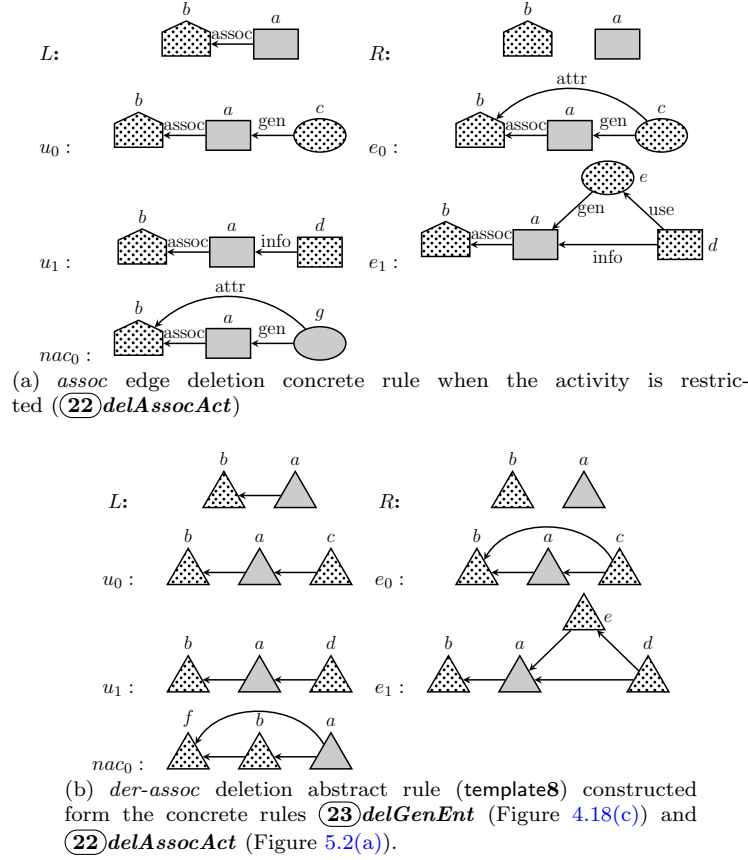 b a b a
L: assoc R:
attr
b a c b a c
u0 : assoc gen e0 : assoc gen
e
b a d b a gen use
u1 : assoc info e1 : assoc info d
attr
b a g
nac0 : assoc gen
(a) assoc edge deletion concrete rule when the activity is restric-
ted ((22)delAssocAct)
b a b a
L: R:
b a c b a c
u0 : e0 :
e
b a d b a d
u1 : e1 :
f b a
nac0 :
(b) der-assoc deletion abstract rule (template8) constructed
form the concrete rules (23)delGenEnt (Figure 4.18(c)) and
(22)delAssocAct (Figure 5.2(a)).